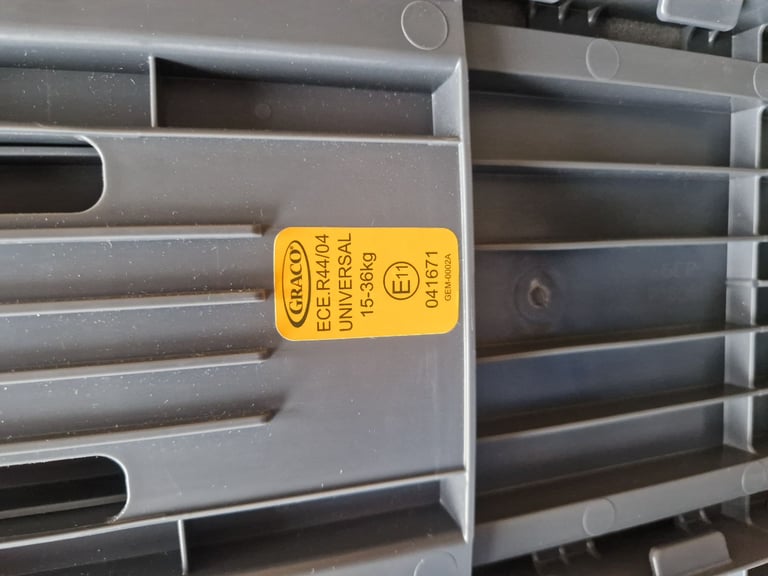 GRACO
ECE.R44/04
UNIVERSAL
15-36kg
E11
041671
GEM-0002A